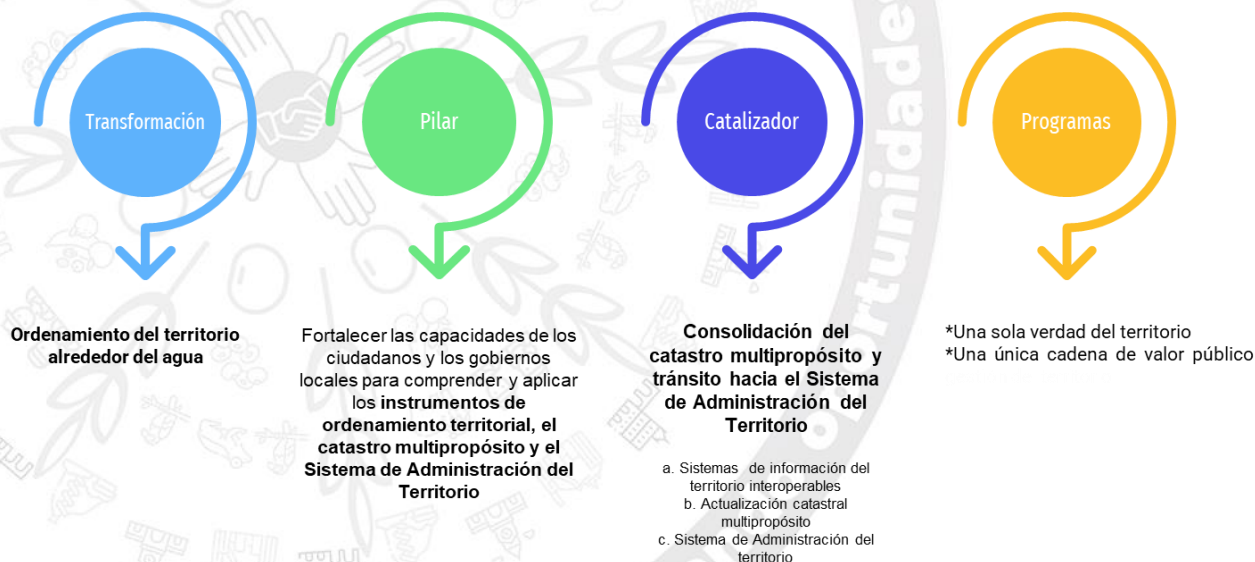 Transformación
Pilar
Catalizador
Programas
Ordenamiento del territorio
alrededor del agua
Fortalecer las capacidades de los
ciudadanos y los gobiernos
locales para comprender y aplicar
los instrumentos de
ordenamiento territorial, el
catastro multipropósito y el
Sistema de Administración del
Territorio
Consolidación del
catastro multipropósito y
tránsito hacia el Sistema
de Administración del
Territorio
a. Sistemas de información del
territorio interoperables
b. Actualización catastral
multipropósito
c. Sistema de Administración del
territorio
*Una sola verdad del territorio
*Una única cadena de valor público